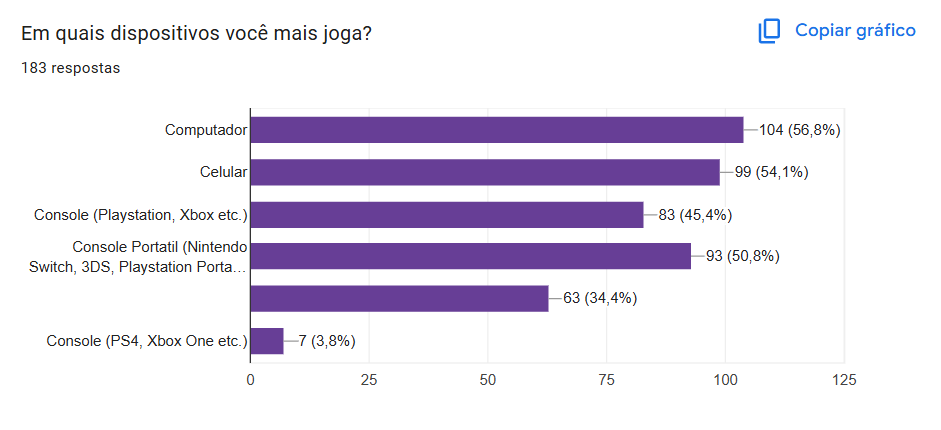 Em quais dispositivos você mais joga?
Copiar gráfico
183 respostas
Computador
104 (56,8%)
Celular
99 (54,1%)
Console (Playstation, Xbox etc.)
83 (45,4%)
Console Portatil (Nintendo
Switch, 3DS, Playstation Porta…
93 (50,8%)
63 (34,4%)
Console (PS4, Xbox One etc.)
7 (3,8%)
0
25
50
75
100
125